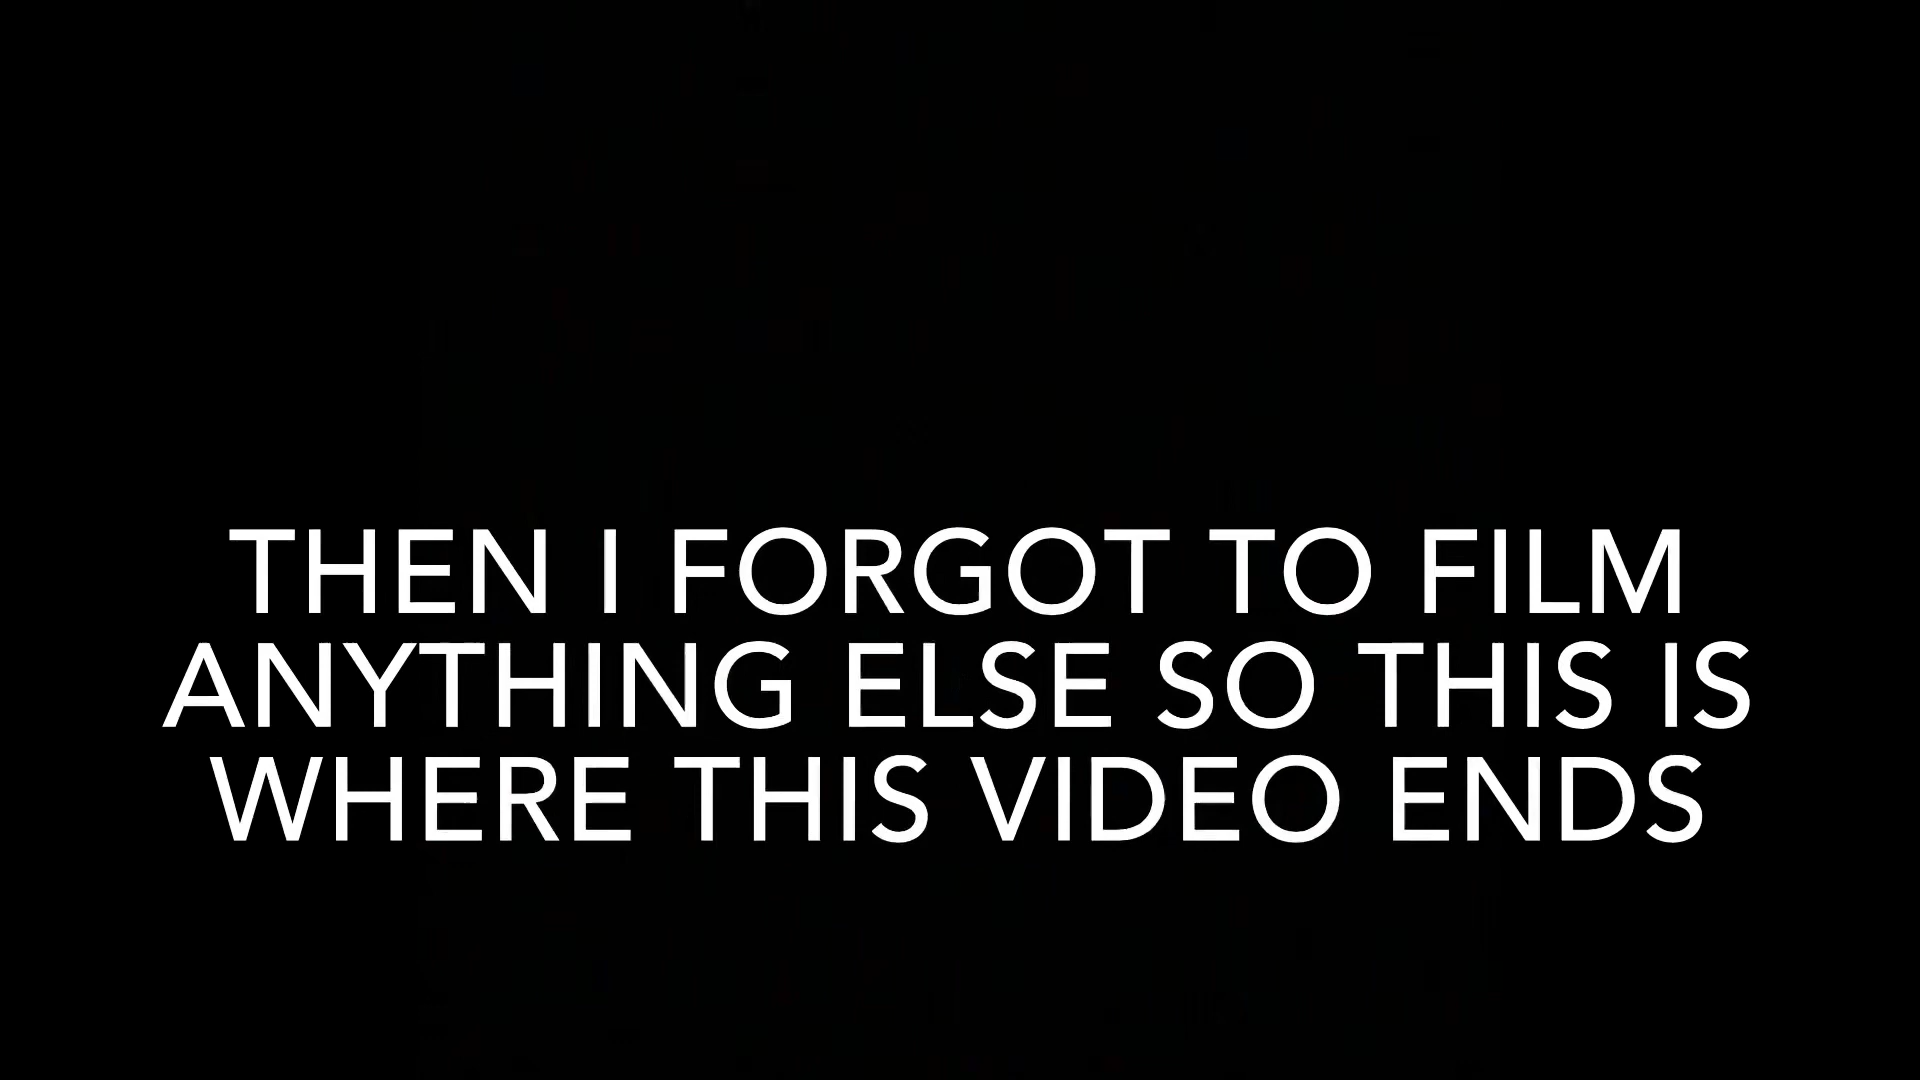 THEN I FORGOT TO FILM
ANYTHING ELSE SO THIS IS
WHERE THIS VIDEO ENDS